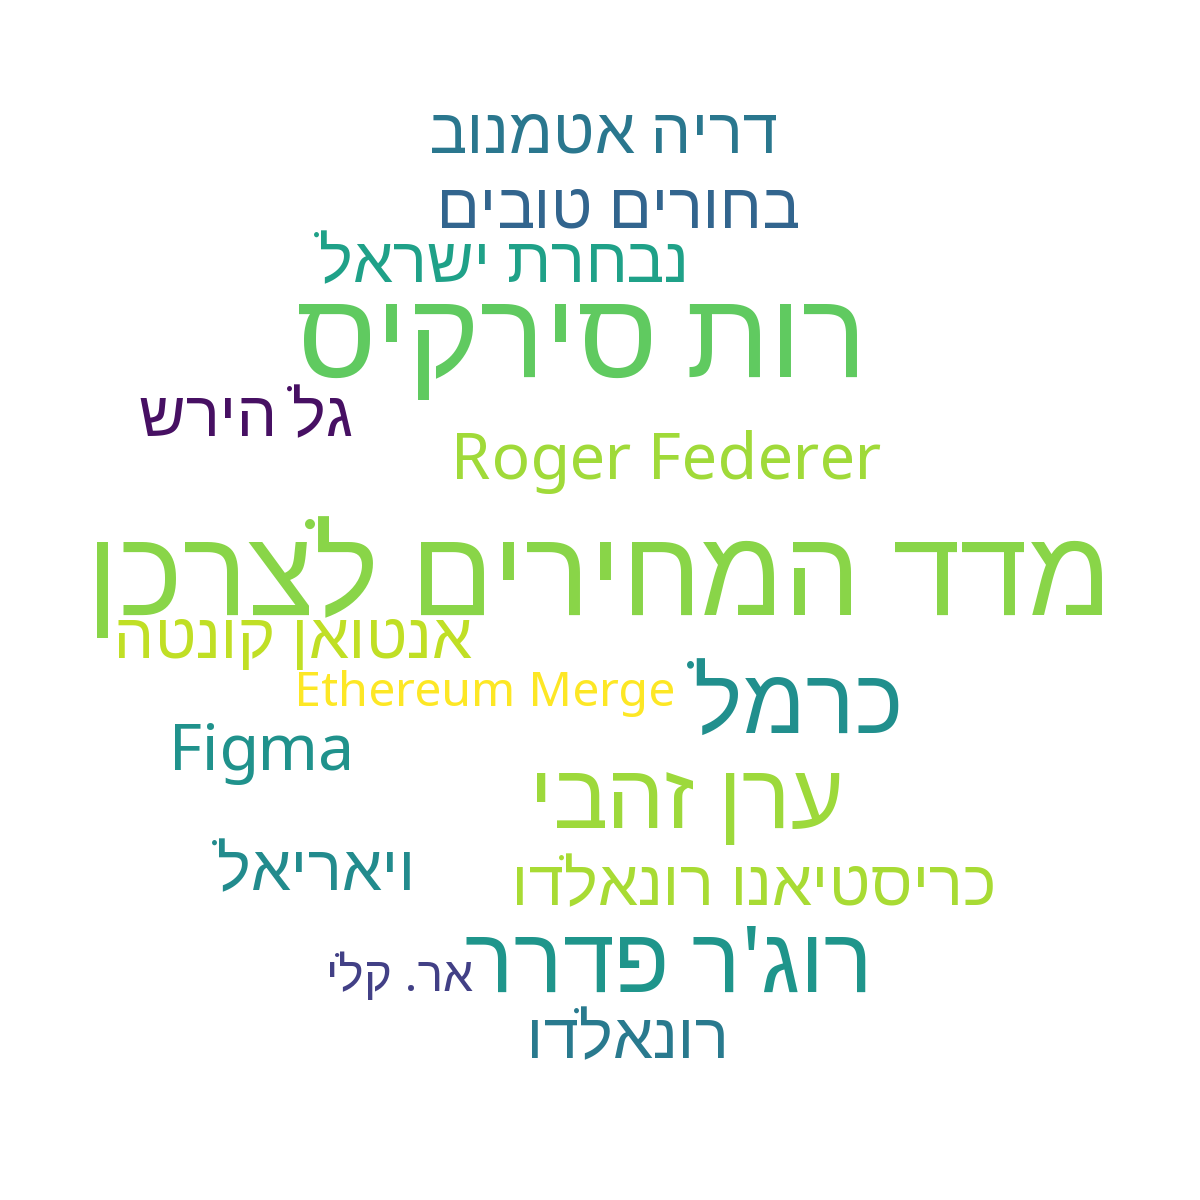 דריה אטמנוב
בחורים טובים
נבחרת ישראל
רות סירקיס
גל הירש
Roger Federer
מדד המחירים לצרכן
אנטואן קונטה
Ethereum Merge
כרמל
Figma
ערן זהבי
ויאריאל
כריסטיאנו רונאלדו
רוג'ר פדרר
אר. קלי
רונאלדו